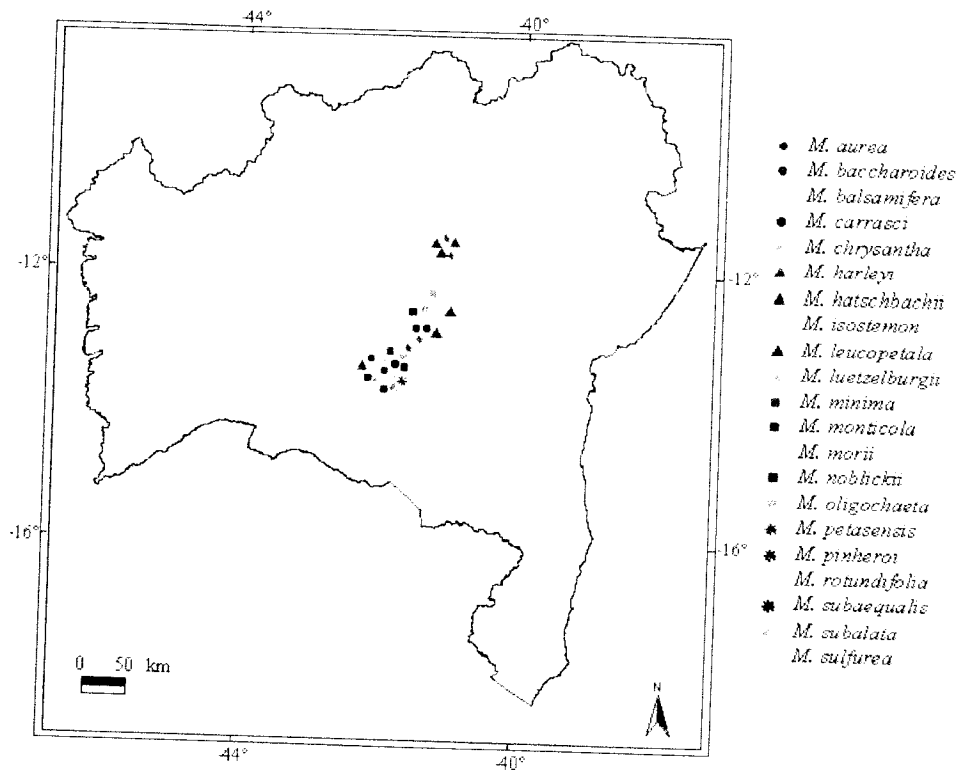 -44°
-40°
-12°
-12°
-16°
-16°
-44°
-40°
0 50 km
N
M. aurea
M. baccharoides
M. balsamifera
M. carrasci
M. chrysantha
M. harleyi
M. hatschbachii
M. isostemon
M. leucopetala
M. luetzelburgii
M. minima
M. monticola
M. morii
M. noblickii
M. oligochaeta
M. petasensis
M. pinheroi
M. rotundifolia
M. subaequalis
M. subalata
M. sulfurea